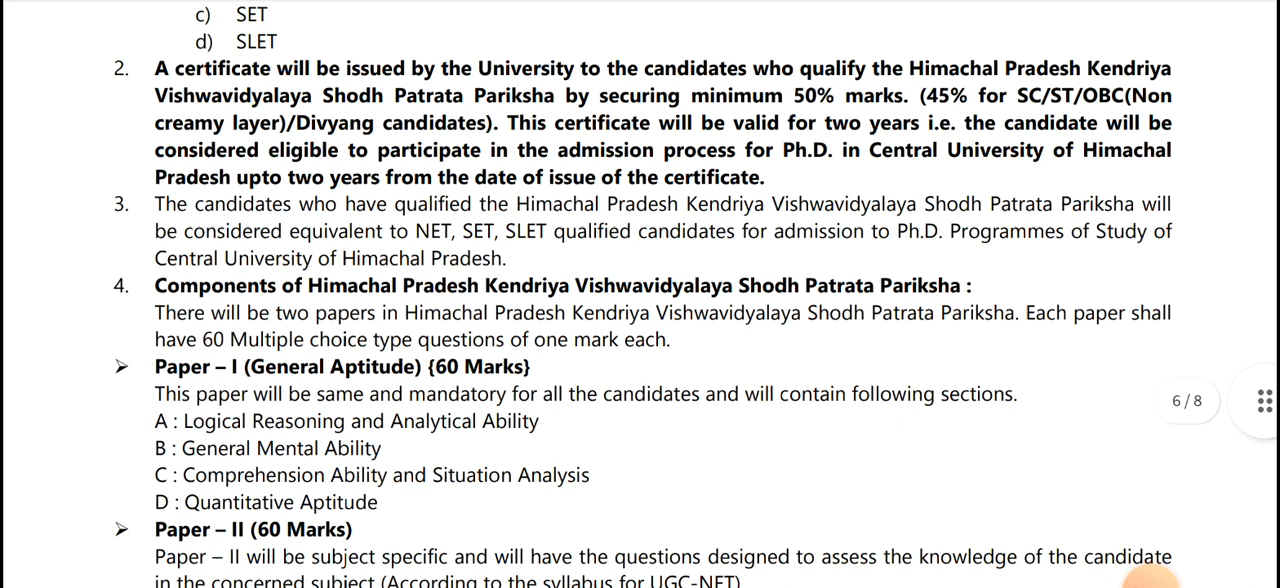 c) SET
d) SLET
2. A certificate will be issued by the University to the candidates who qualify the Himachal Pradesh Kendriya
Vishwavidyalaya Shodh Patrata Pariksha by securing minimum 50% marks. (45% for SC/ST/OBC(Non
creamy layer)/Divyang candidates). This certificate will be valid for two years i.e. the candidate will be
considered eligible to participate in the admission process for Ph.D. in Central University of Himachal
Pradesh upto two years from the date of issue of the certificate.
3. The candidates who have qualified the Himachal Pradesh Kendriya Vishwavidyalaya Shodh Patrata Pariksha will
be considered equivalent to NET, SET, SLET qualified candidates for admission to Ph.D. Programmes of Study of
Central University of Himachal Pradesh.
4. Components of Himachal Pradesh Kendriya Vishwavidyalaya Shodh Patrata Pariksha :
There will be two papers in Himachal Pradesh Kendriya Vishwavidyalaya Shodh Patrata Pariksha. Each paper shall
have 60 Multiple choice type questions of one mark each.
➢ Paper – I (General Aptitude) {60 Marks}
This paper will be same and mandatory for all the candidates and will contain following sections.
6 / 8
A : Logical Reasoning and Analytical Ability
B : General Mental Ability
C : Comprehension Ability and Situation Analysis
D : Quantitative Aptitude
➢ Paper – II (60 Marks)
Paper – II will be subject specific and will have the questions designed to assess the knowledge of the candidate
in the concerned subject (According to the syllabus for UGC-NET)